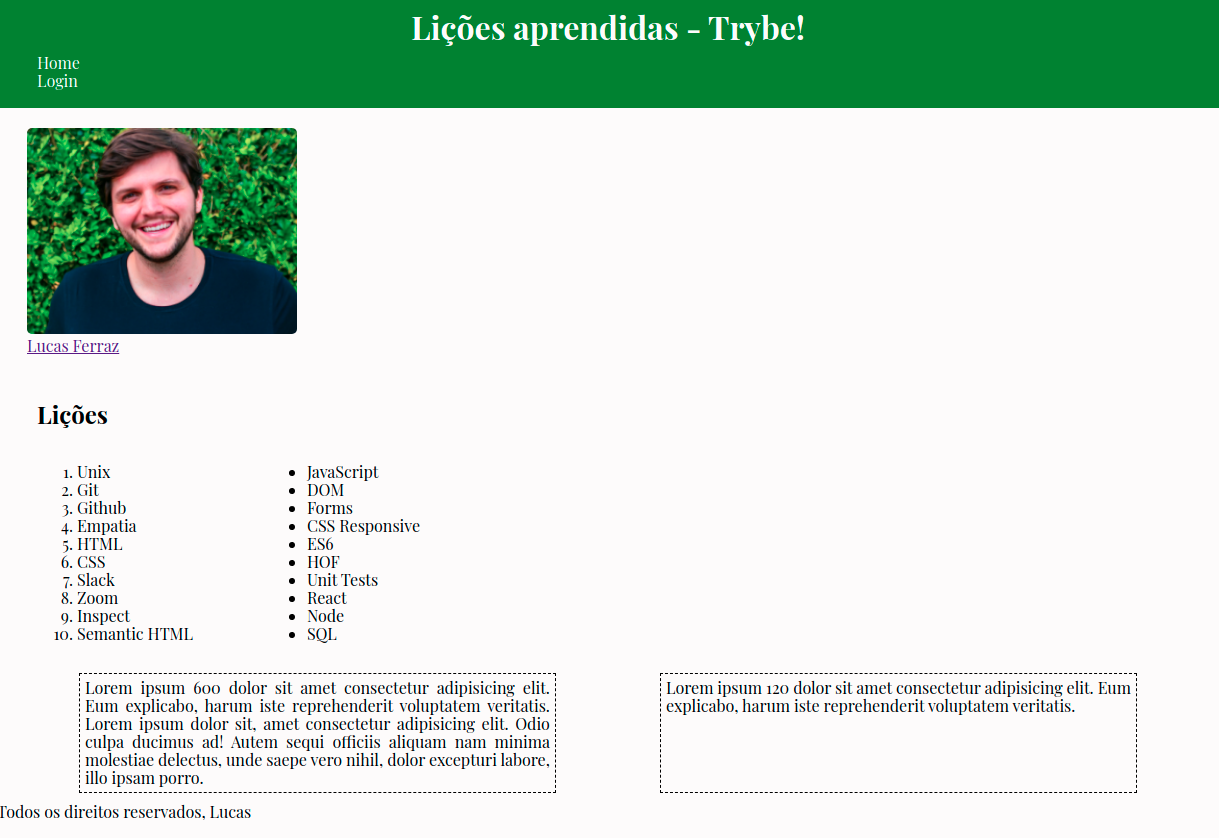 Lições aprendidas - Trybe!
Home
Login
Lucas Ferraz
Lições
1. Unix
2. Git
3. Github
4. Empatia
5. HTML
6. CSS
7. Slack
8. Zoom
9. Inspect
10. Semantic HTML
• JavaScript
• DOM
• Forms
• CSS Responsive
• ES6
• HOF
• Unit Tests
• React
• Node
• SQL
Lorem ipsum 600 dolor sit amet consectetur adipisicing elit.
Eum explicabo, harum iste reprehenderit voluptatem veritatis.
Lorem ipsum dolor sit, amet consectetur adipisicing elit. Odio
culpa ducimus ad! Autem sequi officiis aliquam nam minima
molestiae delectus, unde saepe vero nihil, dolor excepturi labore,
illo ipsam porro.
Lorem ipsum 120 dolor sit amet consectetur adipisicing elit. Eum
explicabo, harum iste reprehenderit voluptatem veritatis.
Todos os direitos reservados, Lucas